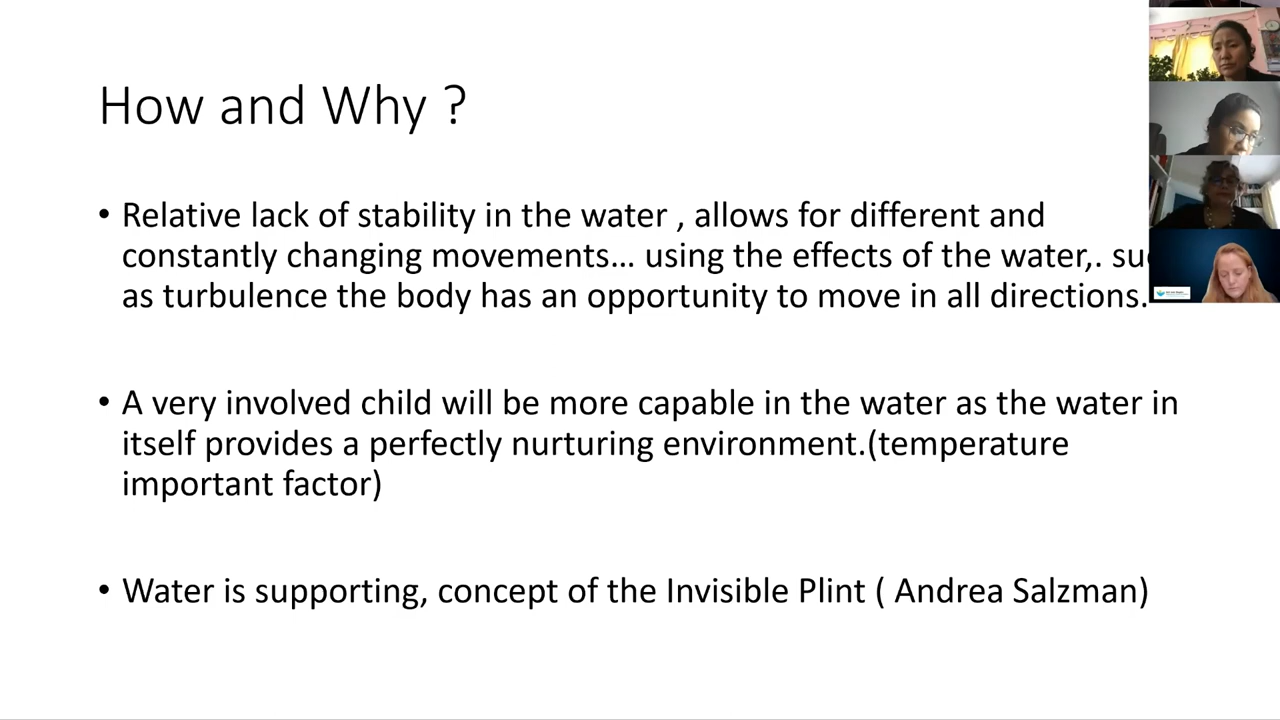 How and Why ?
• Relative lack of stability in the water , allows for different and
constantly changing movements... using the effects of the water,.
as turbulence the body has an opportunity to move in all directions.
• A very involved child will be more capable in the water as the water in
itself provides a perfectly nurturing environment.(temperature
important factor)
• Water is supporting, concept of the Invisible Plint ( Andrea Salzman)